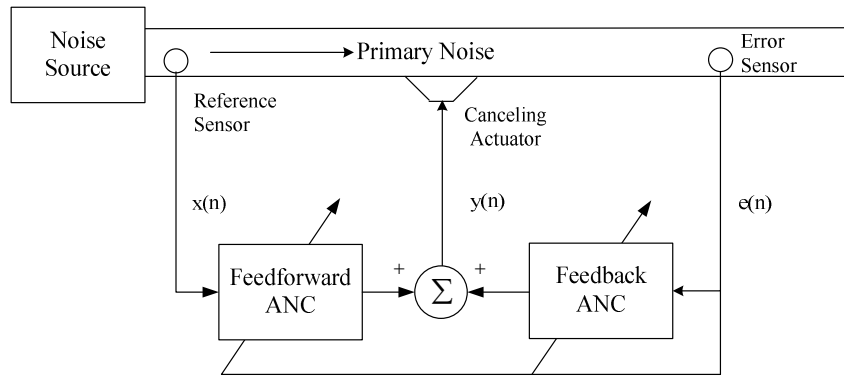 Noise
Source
Primary Noise
Error
Sensor
Reference
Sensor
Canceling
Actuator
x(n)
y(n)
e(n)
Feedforward
ANC
+
Σ
+
Feedback
ANC